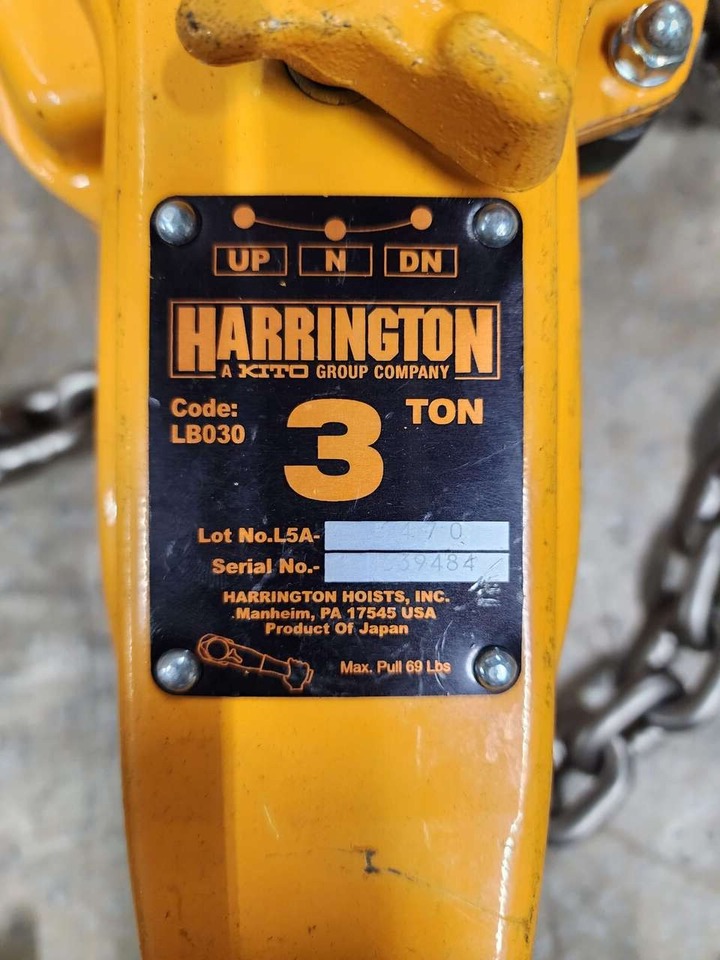 UP N DN
HARRINGTON
A KITO GROUP COMPANY
Code:
LB030
3 TON
Lot No.L5A-
Serial No.-
HARRINGTON HOISTS, INC.
Manheim, PA 17545 USA
Product Of Japan
Max. Pull 69 Lbs